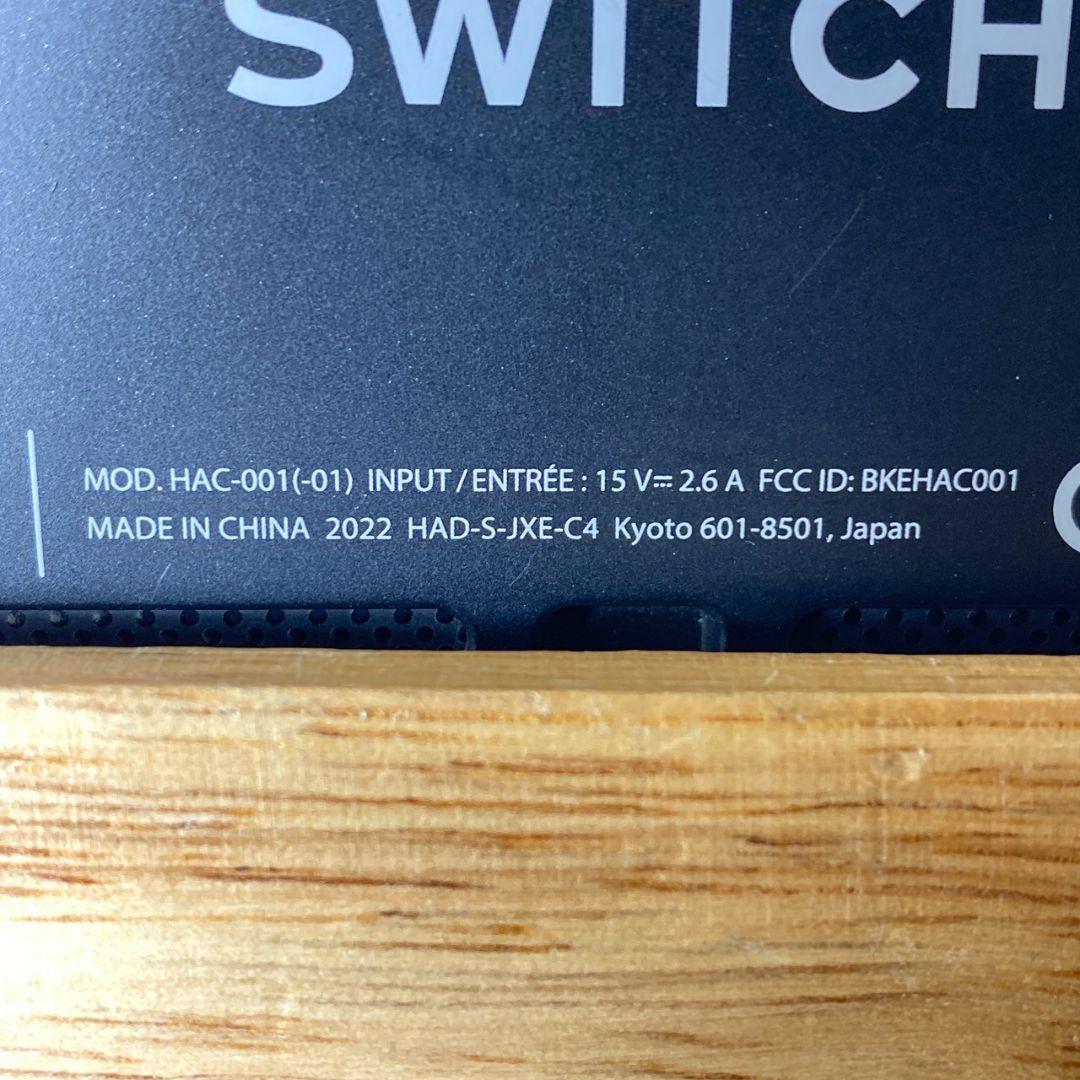 SWITCH
MOD. HAC-001(-01) INPUT/ENTRÉE : 15 V⎓ 2.6 A FCC ID: BKEHAC001
MADE IN CHINA 2022 HAD-S-JXE-C4 Kyoto 601-8501, Japan